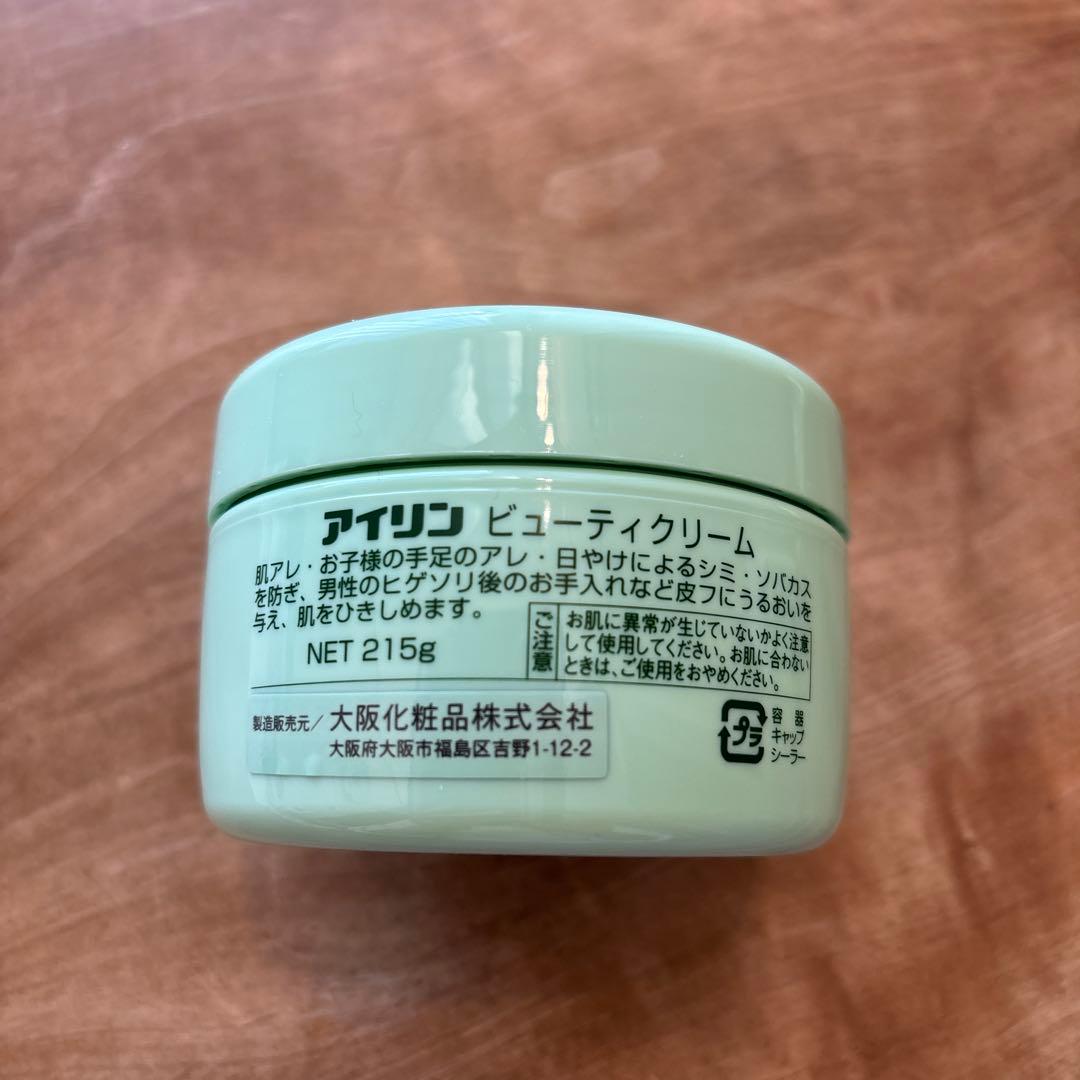 アイリン ビューティクリーム
肌アレ・お子様の手足のアレ・日やけによるシミ・ソバカス
を防ぎ、男性のヒゲソリ後のお手入れなど皮フにうるおいを
与え、肌をひきしめます。
NET 215g
ご注意
お肌に異常が生じていないかよく注意
して使用してください。お肌に合わない
ときは、ご使用をおやめください。
製造販売元/大阪化粧品株式会社
大阪府大阪市福島区吉野1-12-2
プラ
容器
キャップ
シーラー